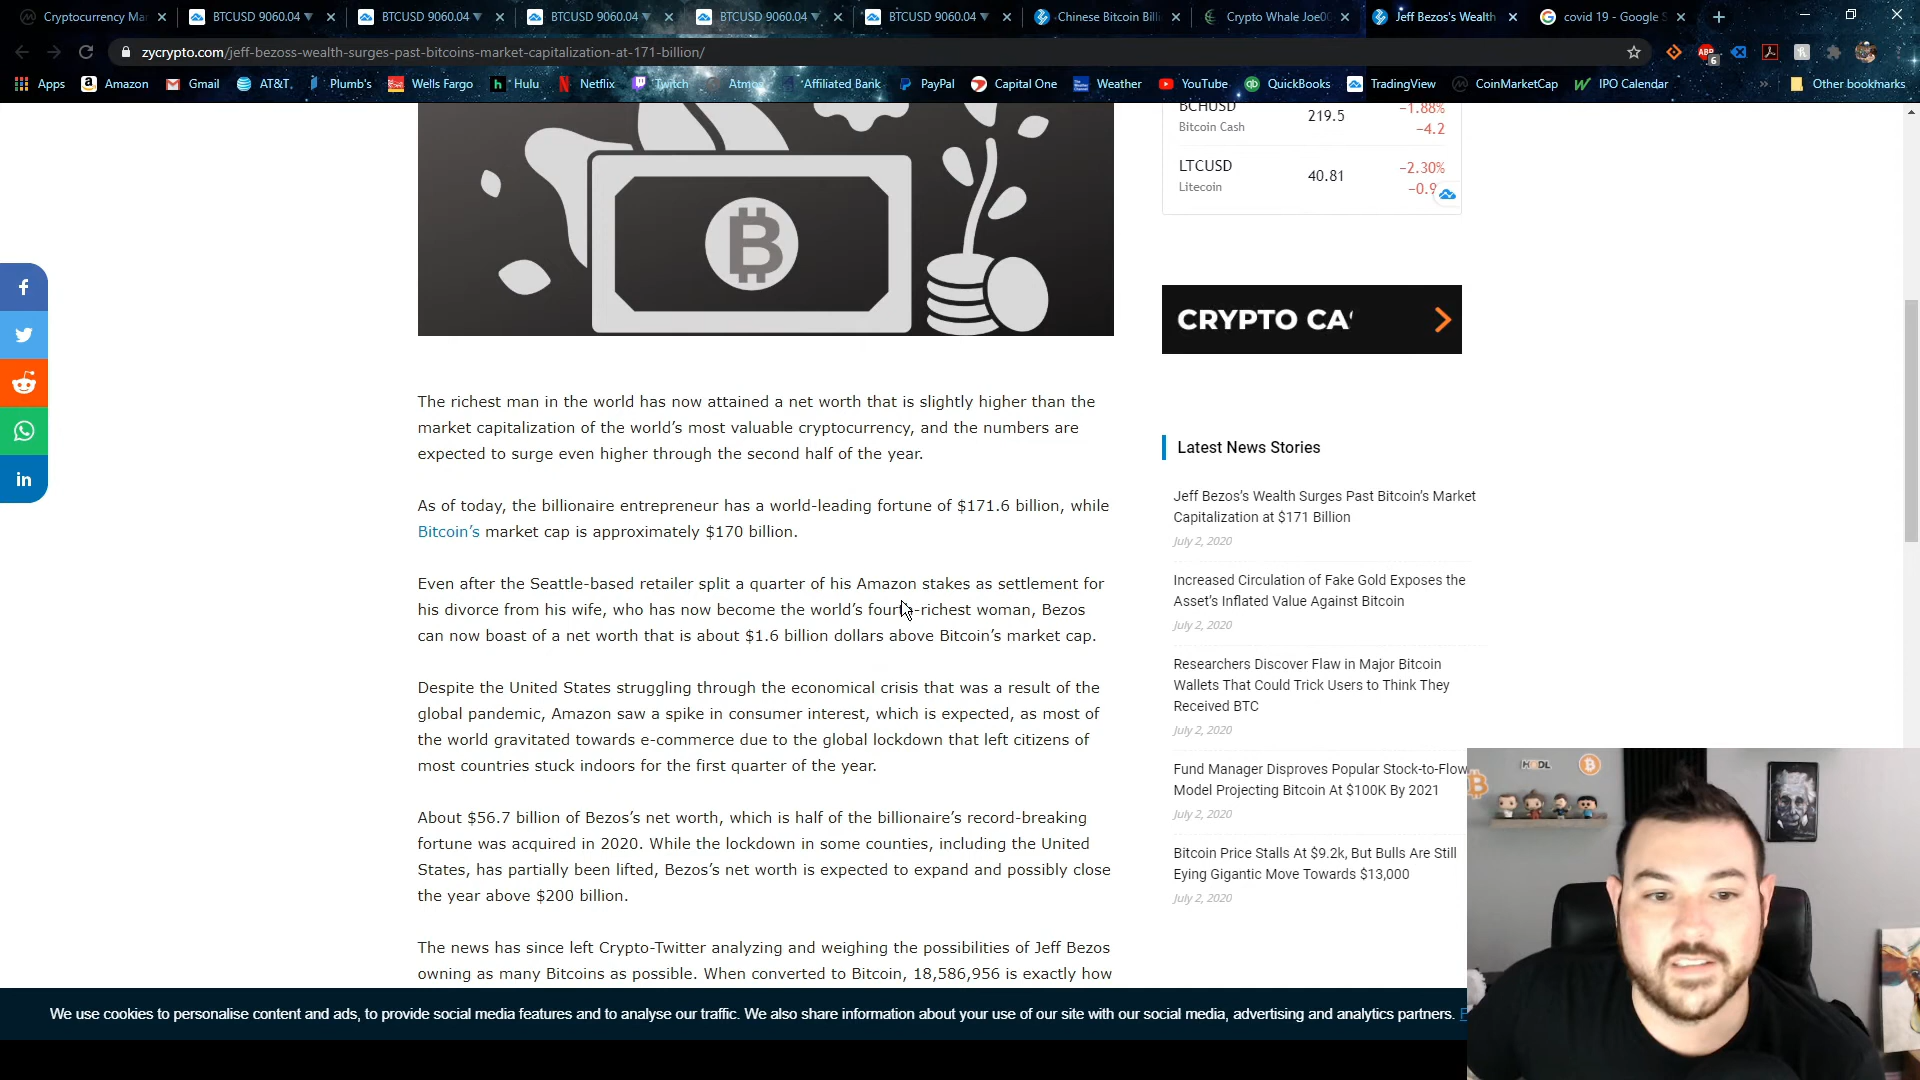 Cryptocurrency Mar
BTCUSD 9060.04 ▼
BTCUSD 9060.04 ▼
BTCUSD 9060.04 ▼
BTCUSD 9060.04 ▼
BTCUSD 9060.04 ▼
Chinese Bitcoin Billi
Crypto Whale Joe00
Jeff Bezos's Wealth
covid 19 - Google S
zycrypto.com/jeff-bezoss-wealth-surges-past-bitcoins-market-capitalization-at-171-billion/
ABP
6
Apps
Amazon
Gmail
AT&T
Plumb's
Wells Fargo
Hulu
Netflix
Twitch
Atmos
Affiliated Bank
PayPal
Capital One
Weather
YouTube
QuickBooks
TradingView
CoinMarketCap
IPO Calendar
»
Other bookmarks
BCHUSD
Bitcoin Cash
219.5
−1.88%
−4.2
LTCUSD
Litecoin
40.81
−2.30%
−0.9
CRYPTO CA
The richest man in the world has now attained a net worth that is slightly higher than the
market capitalization of the world's most valuable cryptocurrency, and the numbers are
expected to surge even higher through the second half of the year.
As of today, the billionaire entrepreneur has a world-leading fortune of $171.6 billion, while
Bitcoin's market cap is approximately $170 billion.
Even after the Seattle-based retailer split a quarter of his Amazon stakes as settlement for
his divorce from his wife, who has now become the world's fourth-richest woman, Bezos
can now boast of a net worth that is about $1.6 billion dollars above Bitcoin's market cap.
Despite the United States struggling through the economical crisis that was a result of the
global pandemic, Amazon saw a spike in consumer interest, which is expected, as most of
the world gravitated towards e-commerce due to the global lockdown that left citizens of
most countries stuck indoors for the first quarter of the year.
About $56.7 billion of Bezos's net worth, which is half of the billionaire's record-breaking
fortune was acquired in 2020. While the lockdown in some counties, including the United
States, has partially been lifted, Bezos's net worth is expected to expand and possibly close
the year above $200 billion.
The news has since left Crypto-Twitter analyzing and weighing the possibilities of Jeff Bezos
owning as many Bitcoins as possible. When converted to Bitcoin, 18,586,956 is exactly how
Latest News Stories
Jeff Bezos's Wealth Surges Past Bitcoin's Market
Capitalization at $171 Billion
July 2, 2020
Increased Circulation of Fake Gold Exposes the
Asset's Inflated Value Against Bitcoin
July 2, 2020
Researchers Discover Flaw in Major Bitcoin
Wallets That Could Trick Users to Think They
Received BTC
July 2, 2020
Fund Manager Disproves Popular Stock-to-Flow
Model Projecting Bitcoin At $100K By 2021
July 2, 2020
Bitcoin Price Stalls At $9.2k, But Bulls Are Still
Eying Gigantic Move Towards $13,000
July 2, 2020
We use cookies to personalise content and ads, to provide social media features and to analyse our traffic. We also share information about your use of our site with our social media, advertising and analytics partners.